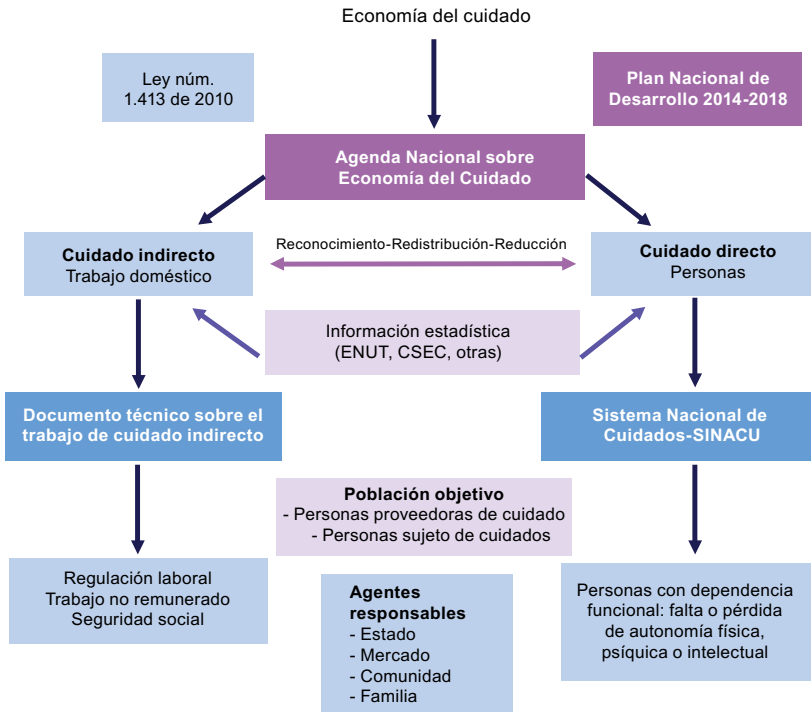 Economía del cuidado
Ley núm.
1.413 de 2010
Plan Nacional de
Desarrollo 2014-2018
Agenda Nacional sobre
Economía del Cuidado
Cuidado indirecto
Trabajo doméstico
Reconocimiento-Redistribución-Reducción
Cuidado directo
Personas
Información estadística
(ENUT, CSEC, otras)
Documento técnico sobre el
trabajo de cuidado indirecto
Sistema Nacional de
Cuidados-SINACU
Población objetivo
- Personas proveedoras de cuidado
- Personas sujeto de cuidados
Regulación laboral
Trabajo no remunerado
Seguridad social
Agentes
responsables
- Estado
- Mercado
- Comunidad
- Familia
Personas con dependencia
funcional: falta o pérdida
de autonomía física,
psíquica o intelectual